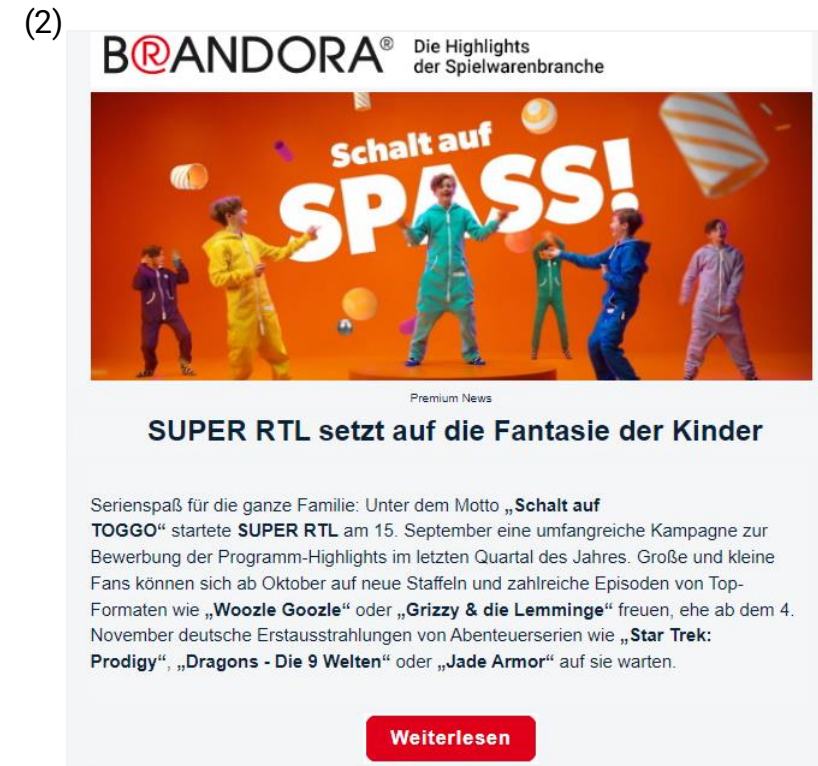 (2)
BRANDORA® Die Highlights
der Spielwarenbranche
Schalt auf
SPASS!
Premium News
SUPER RTL setzt auf die Fantasie der Kinder
Serienspaß für die ganze Familie: Unter dem Motto „Schalt auf
TOGGO“ startete SUPER RTL am 15. September eine umfangreiche Kampagne zur
Bewerbung der Programm-Highlights im letzten Quartal des Jahres. Große und kleine
Fans können sich ab Oktober auf neue Staffeln und zahlreiche Episoden von Top-
Formaten wie „Woozle Goozle“ oder „Grizzy & die Lemminge“ freuen, ehe ab dem 4.
November deutsche Erstausstrahlungen von Abenteuerserien wie „Star Trek:
Prodigy“, „Dragons - Die 9 Welten“ oder „Jade Armor“ auf sie warten.
Weiterlesen